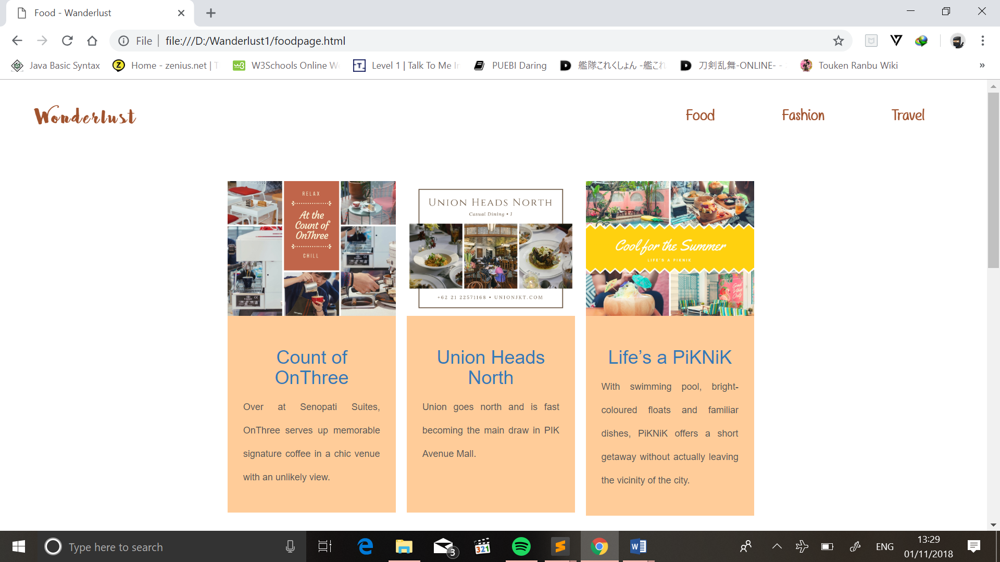 Food - Wanderlust
File file:///D:/Wanderlust1/foodpage.html
Java Basic Syntax Home - zenius.net | T W3Schools Online W Level 1 | Talk To Me In PUEBI Daring 艦隊これくしょん -艦これ 刀剣乱舞-ONLINE- - Touken Ranbu Wiki »
Wonderlust Food Fashion Travel
RELAX
At the
Count of
OnThree
CHILL
UNION HEADS NORTH
Casual Dining • J
+62 21 22571168 • UNIONJKT.COM
Cool for the Summer
LIFE'S A PIKNIK
Good
Vibes
Only
Count of
OnThree
Over at Senopati Suites,
OnThree serves up memorable
signature coffee in a chic venue
with an unlikely view.
Union Heads
North
Union goes north and is fast
becoming the main draw in PIK
Avenue Mall.
Life’s a PiKNiK
With swimming pool, bright-
coloured floats and familiar
dishes, PiKNiK offers a short
getaway without actually leaving
the vicinity of the city.
Type here to search
3
321
ENG
13:29
01/11/2018